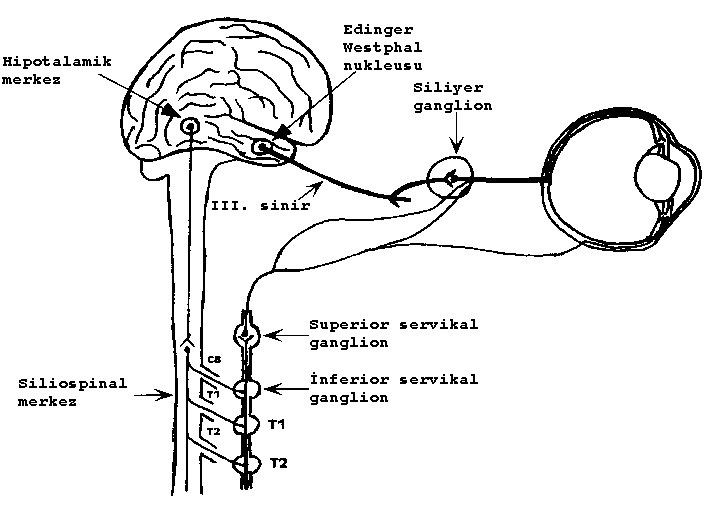 Edinger
Westphal
nukleusu
Hipotalamik
merkez
Siliyer
ganglion
III. sinir
Superior servikal
ganglion
C8
Siliospinal
merkez
T1
İnferior servikal
ganglion
T1
T2
T2